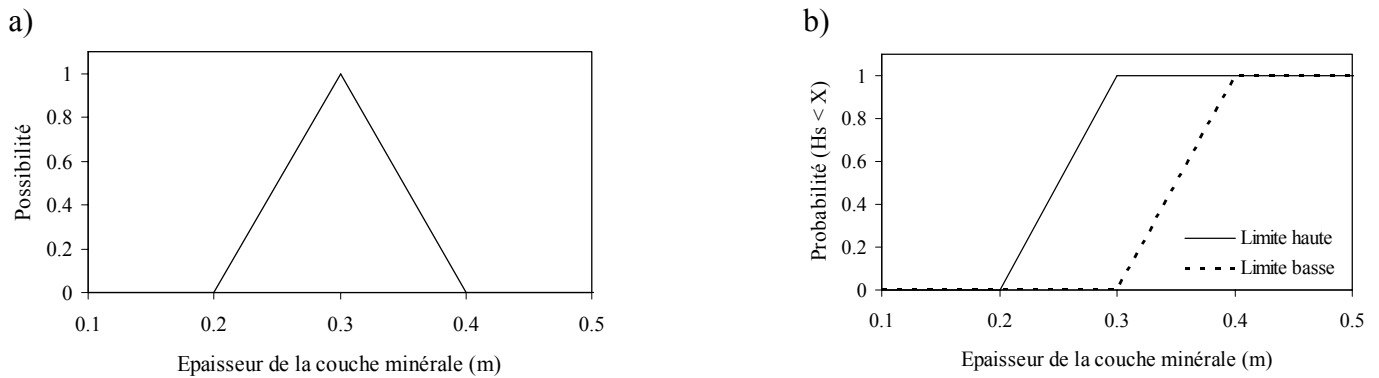 a)
Possibilité
1
0.8
0.6
0.4
0.2
0
0.1 0.2 0.3 0.4 0.5
Epaisseur de la couche minérale (m)
b)
Probabilité (Hs < X)
1
0.8
0.6
0.4
0.2
0
Limite haute
Limite basse
0.1 0.2 0.3 0.4 0.5
Epaisseur de la couche minérale (m)